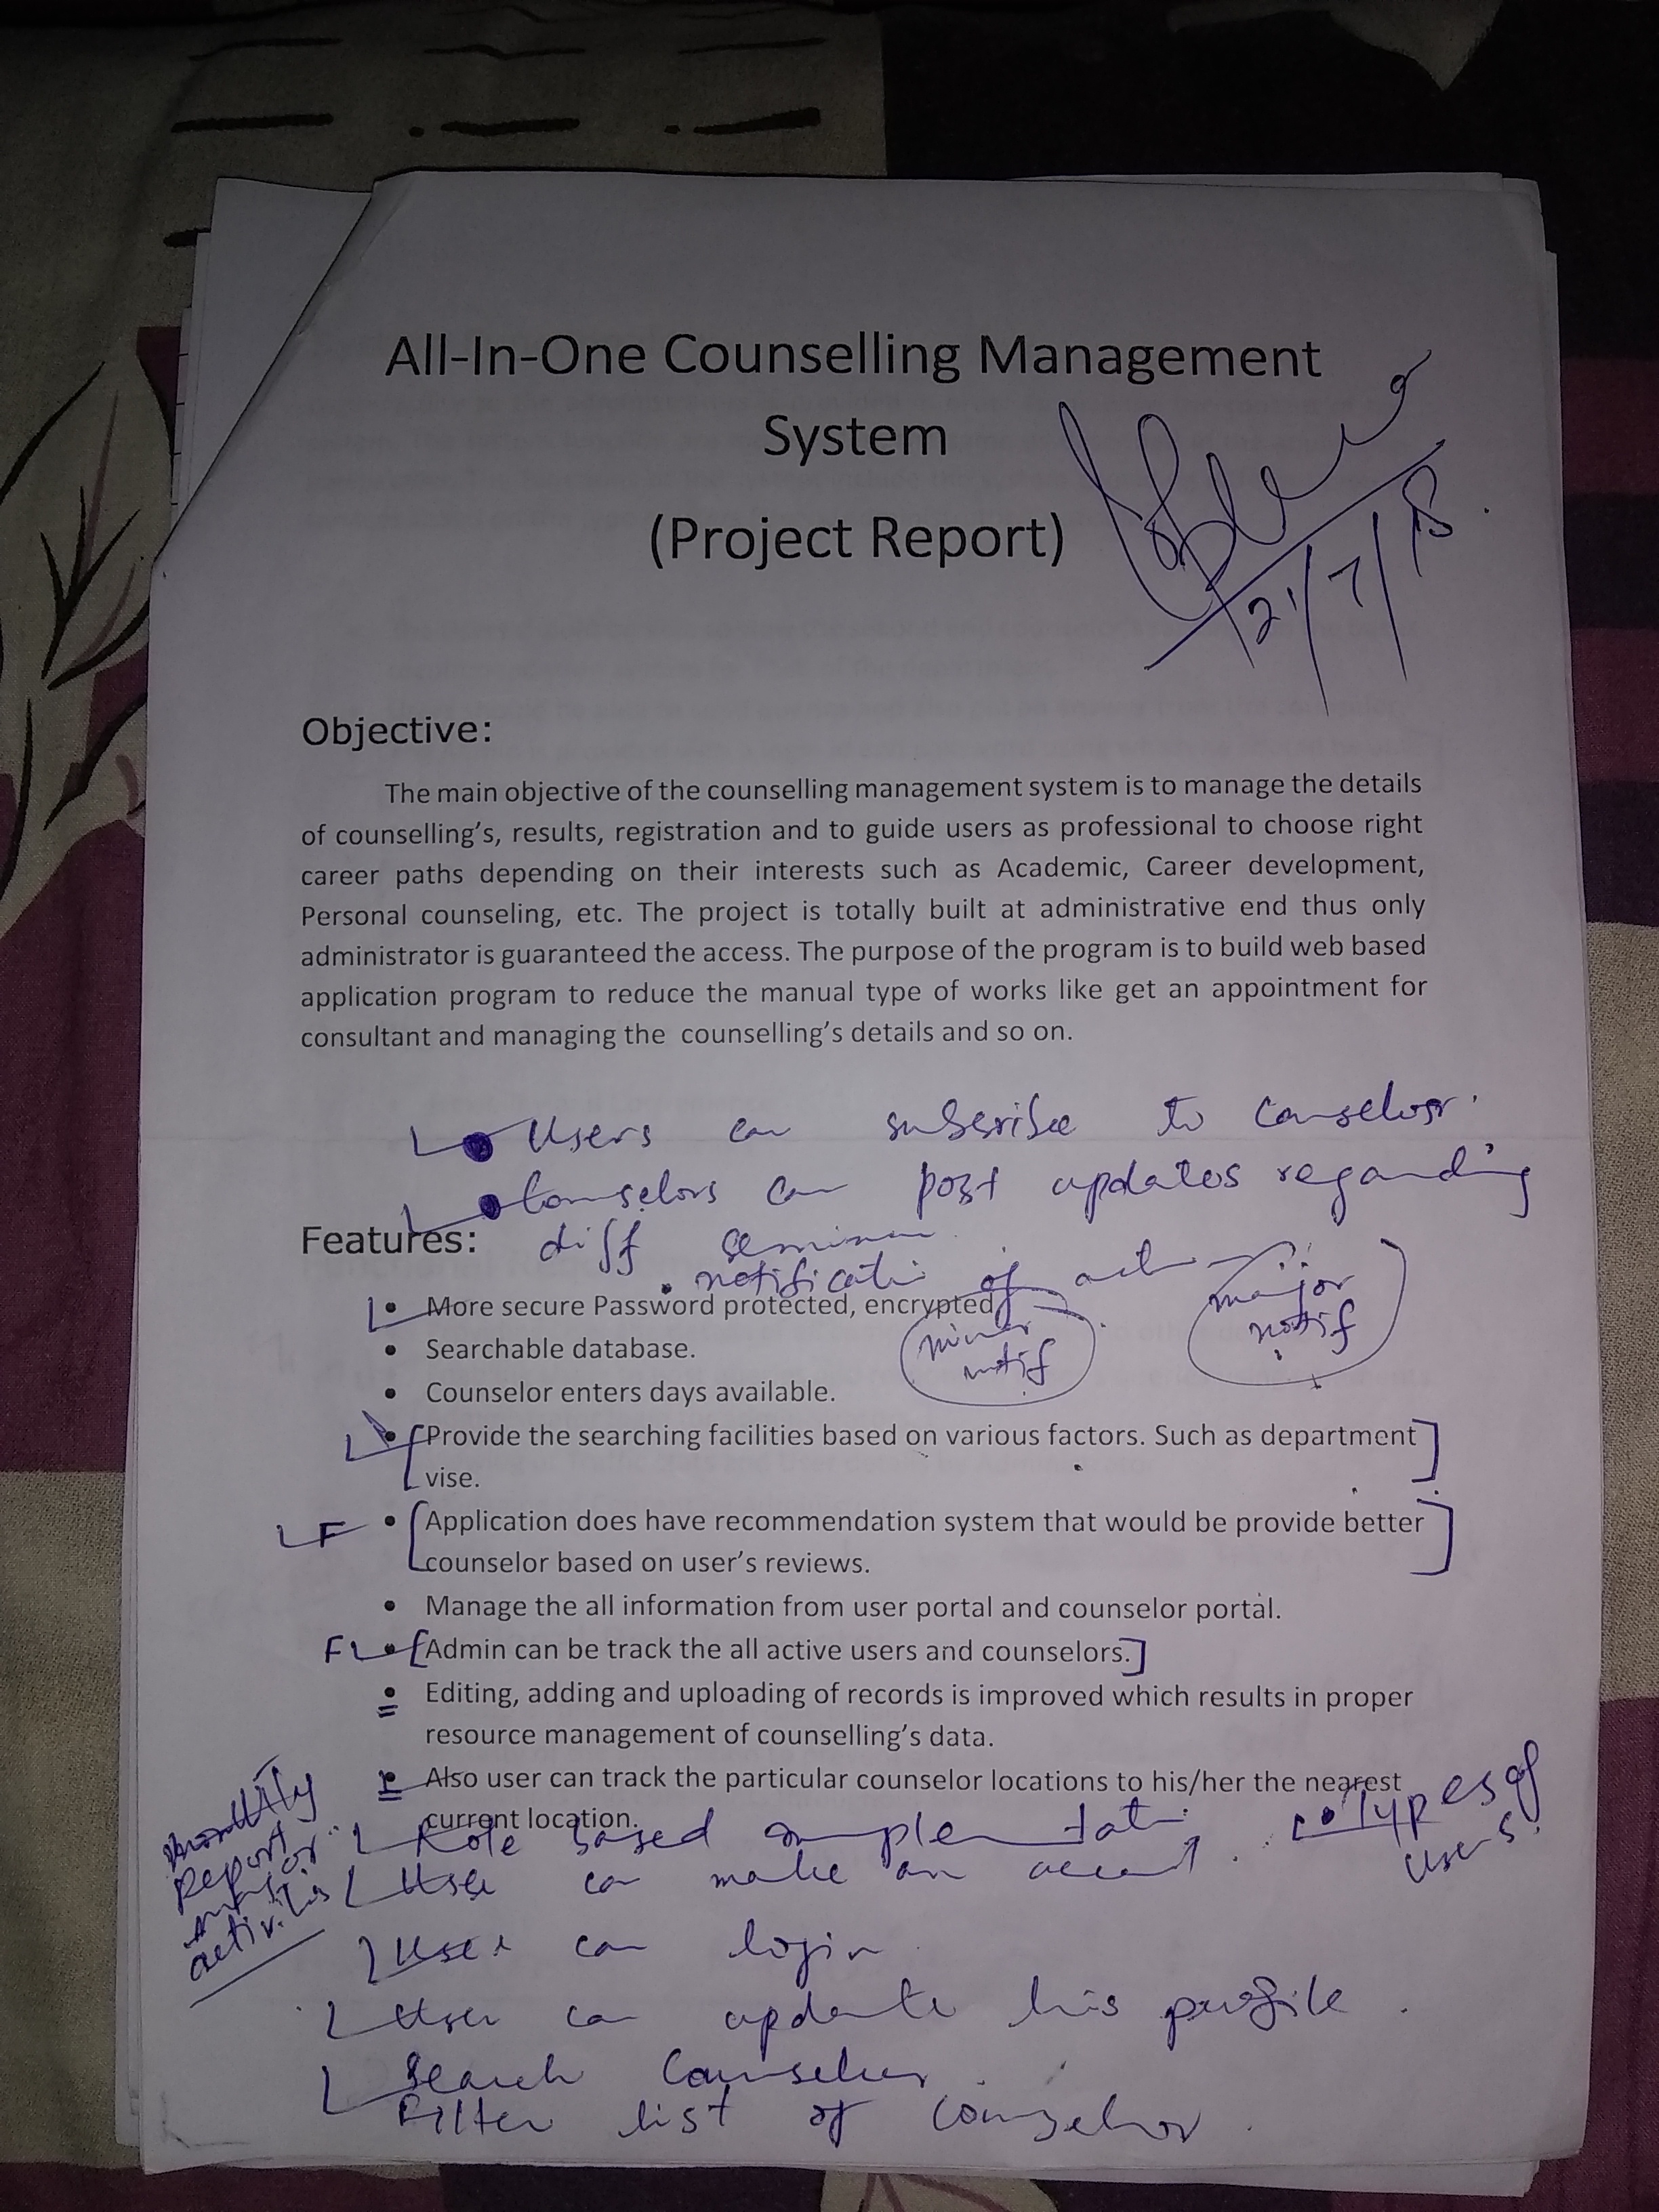 All-In-One Counselling Management
System
(Project Report)
21/7/18
Objective:
The main objective of the counselling management system is to manage the details
of counselling’s, results, registration and to guide users as professional to choose right
career paths depending on their interests such as Academic, Career development,
Personal counseling, etc. The project is totally built at administrative end thus only
administrator is guaranteed the access. The purpose of the program is to build web based
application program to reduce the manual type of works like get an appointment for
consultant and managing the counselling’s details and so on.
• Users can subscribe to counselor.
• Counselors can post updates regarding
diff seminar
Features:
• notification of
• More secure Password protected, encrypted
minor
notif
major
notif
• Searchable database.
• Counselor enters days available.
• Provide the searching facilities based on various factors. Such as department
vise.
F • Application does have recommendation system that would be provide better
counselor based on user’s reviews.
• Manage the all information from user portal and counselor portal.
F • Admin can be track the all active users and counselors.
• Editing, adding and uploading of records is improved which results in proper
resource management of counselling’s data.
• Also user can track the particular counselor locations to his/her the nearest
current location.
monthly
report
major
activities
Role based implementation. Types of
users.
User can make an account.
User can login
User can update his profile.
Search Counselor.
Filter list of counselor.